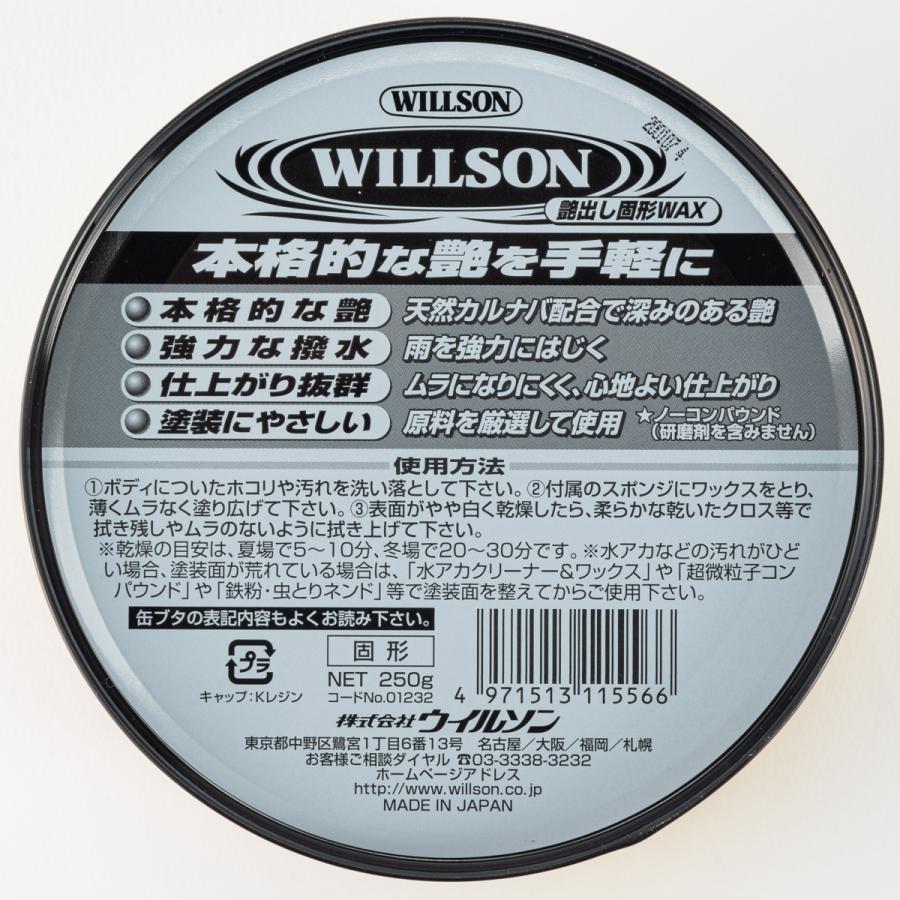 WILLSON
WILLSON
艶出し固形WAX
本格的な艶を手軽に
本格的な艶 天然カルナバ配合で深みのある艶
強力な撥水 雨を強力にはじく
仕上がり抜群 ムラになりにくく、心地よい仕上がり
塗装にやさしい 原料を厳選して使用 ★ノーコンパウンド
(研磨剤を含みません)
使用方法
①ボディについたホコリや汚れを洗い落として下さい。②付属のスポンジにワックスをとり、
薄くムラなく塗り広げて下さい。③表面がやや白く乾燥したら、柔らかな乾いたクロス等で
拭き残しやムラのないように拭き上げて下さい。
※乾燥の目安は、夏場で5〜10分、冬場で20〜30分です。※水アカなどの汚れがひど
い場合、塗装面が荒れている場合は、「水アカクリーナー&ワックス」や「超微粒子コン
パウンド」や「鉄粉・虫とりネンド」等で塗装面を整えてからご使用下さい。
缶ブタの表記内容もよくお読み下さい。
プラ
キャップ:Kレジン
固形
NET 250g
コードNo.01232
4 971513 115566
株式会社ウイルソン
東京都中野区鷺宮1丁目6番13号 名古屋/大阪/福岡/札幌
お客様ご相談ダイヤル ☎03-3338-3232
ホームページアドレス
http://www.willson.co.jp
MADE IN JAPAN